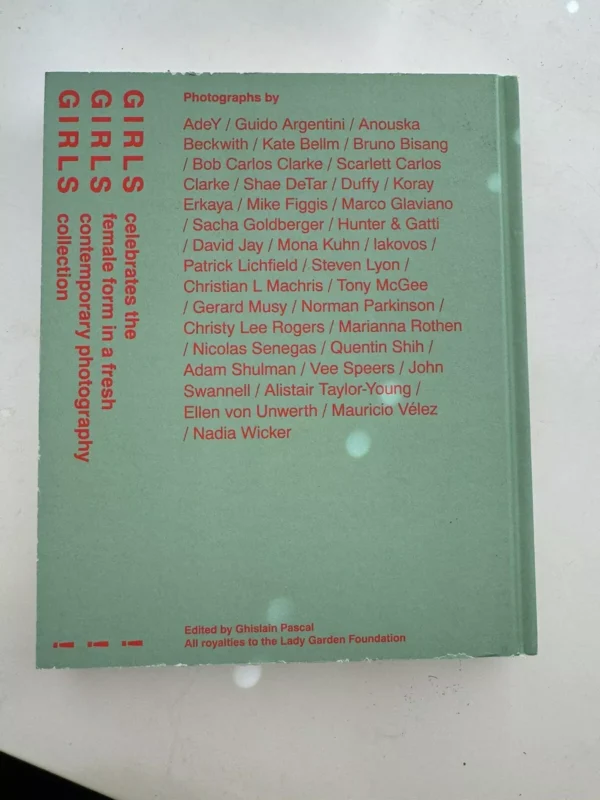 GIRLS celebrates the
GIRLS female form in a fresh
GIRLS contemporary photography
collection
! ! !
Photographs by
AdeY / Guido Argentini / Anouska
Beckwith / Kate Bellm / Bruno Bisang
/ Bob Carlos Clarke / Scarlett Carlos
Clarke / Shae DeTar / Duffy / Koray
Erkaya / Mike Figgis / Marco Glaviano
/ Sacha Goldberger / Hunter & Gatti
/ David Jay / Mona Kuhn / Iakovos /
Patrick Lichfield / Steven Lyon /
Christian L Machris / Tony McGee
/ Gerard Musy / Norman Parkinson /
Christy Lee Rogers / Marianna Rothen
/ Nicolas Senegas / Quentin Shih /
Adam Shulman / Vee Speers / John
Swannell / Alistair Taylor-Young /
Ellen von Unwerth / Mauricio Vélez
/ Nadia Wicker
Edited by Ghislain Pascal
All royalties to the Lady Garden Foundation